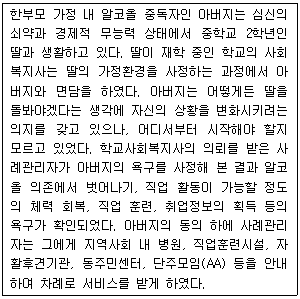 한부모 가정 내 알코올 중독자인 아버지는 심신의
쇠약과 경제적 무능력 상태에서 중학교 2학년인
딸과 생활하고 있다. 딸이 재학 중인 학교의 사회
복지사는 딸의 가정환경을 사정하는 과정에서 아
버지와 면담을 하였다. 아버지는 어떻게든 딸을
돌봐야겠다는 생각에 자신의 상황을 변화시키려는
의지를 갖고 있으나, 어디서부터 시작해야 할지
모르고 있었다. 학교사회복지사의 의뢰를 받은 사
례관리자가 아버지의 욕구를 사정해 본 결과 알코
올 의존에서 벗어나기, 직업 활동이 가능할 정도
의 체력 회복, 직업 훈련, 취업정보의 획득 등의
욕구가 확인되었다. 아버지의 동의 하에 사례관리
자는 그에게 지역사회 내 병원, 직업훈련시설, 자
활후견기관, 동주민센터, 단주모임(AA) 등을 안내
하여 차례로 서비스를 받게 하였다.